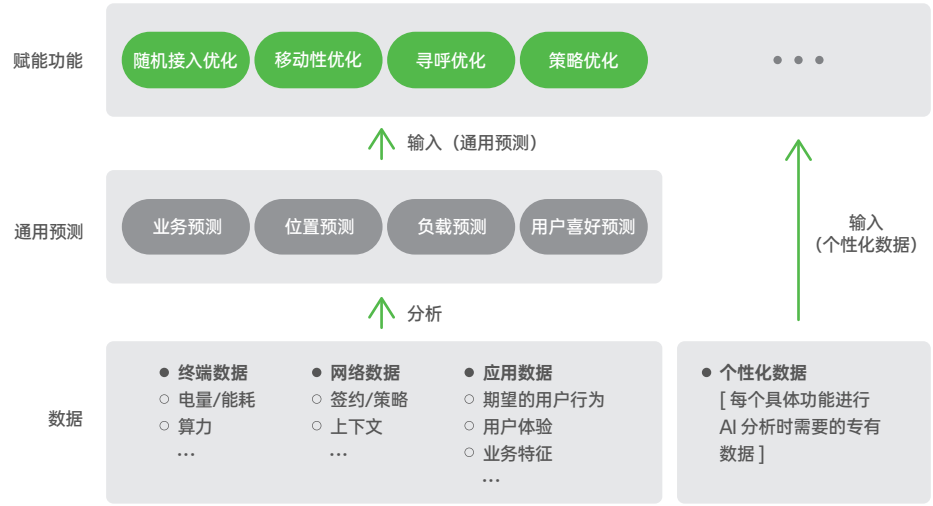 赋能功能
随机接入优化
移动性优化
寻呼优化
策略优化
● ● ●
输入（通用预测）
通用预测
业务预测
位置预测
负载预测
用户喜好预测
输入
（个性化数据）
分析
数据
● 终端数据
○ 电量/能耗
○ 算力
…
● 网络数据
○ 签约/策略
○ 上下文
…
● 应用数据
○ 期望的用户行为
○ 用户体验
○ 业务特征
…
● 个性化数据
[ 每个具体功能进行
AI 分析时需要的专有
数据 ]